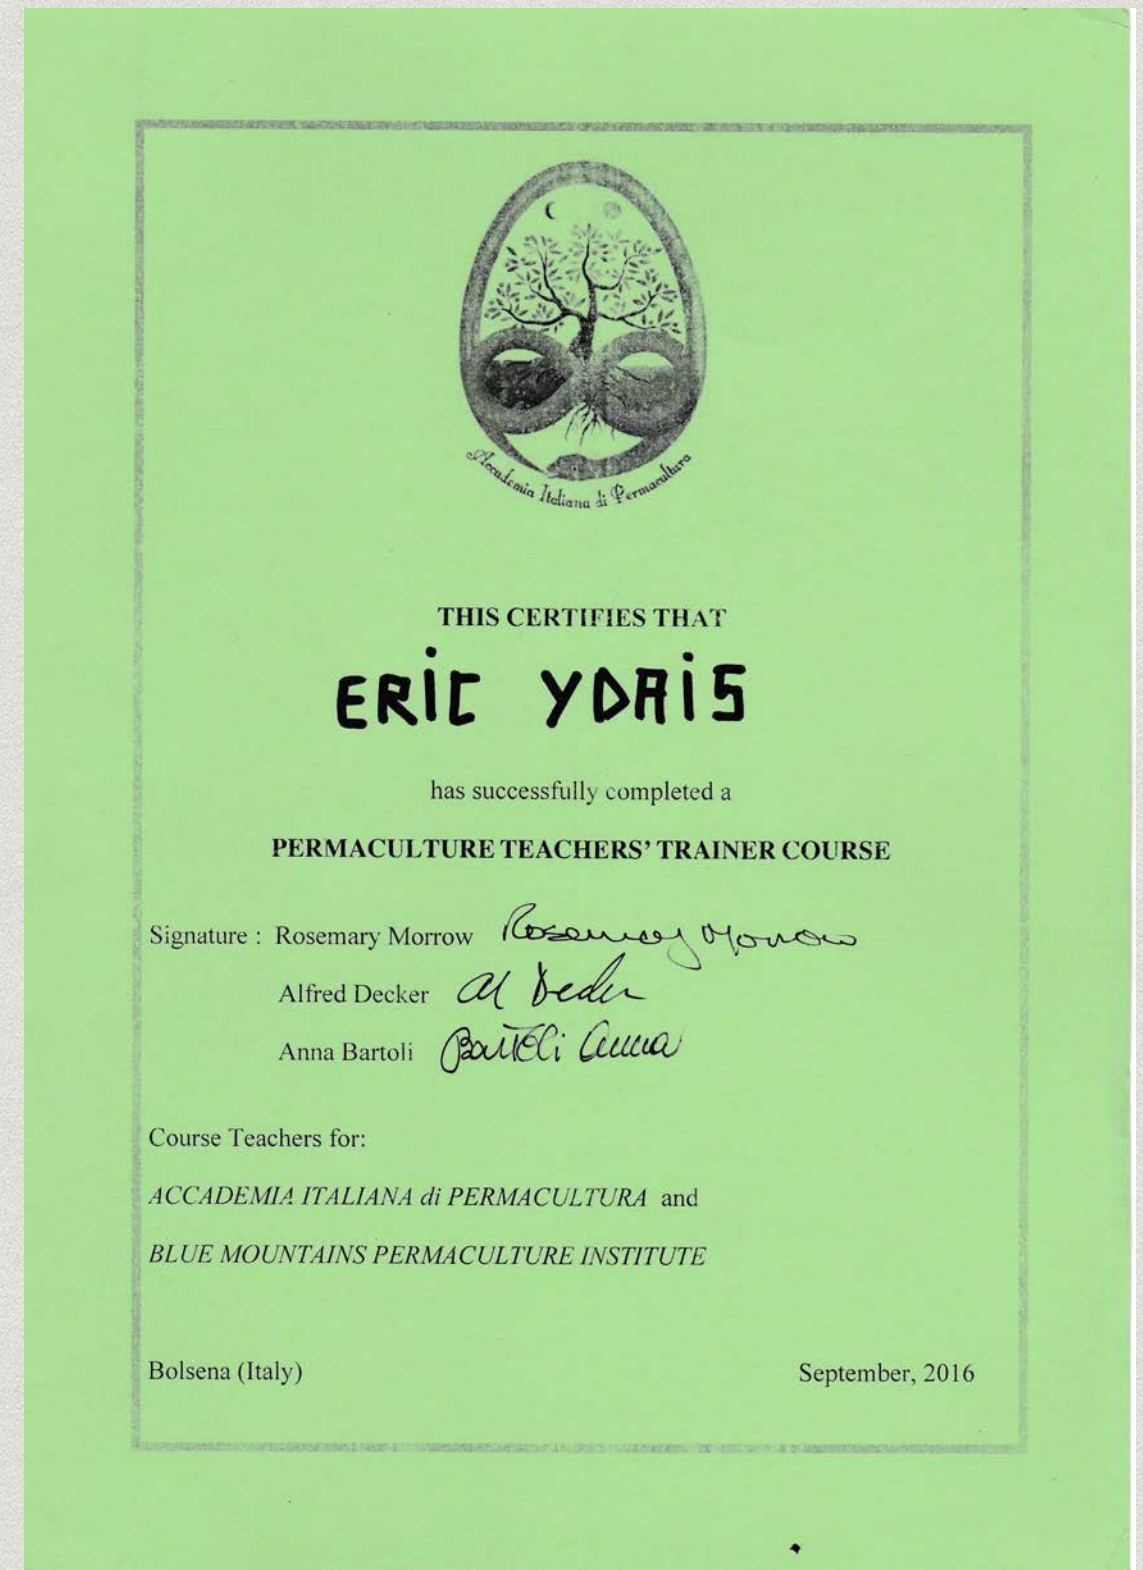 Accademia Italiana di Permacultura
THIS CERTIFIES THAT
ERiC YDAiS
has successfully completed a
PERMACULTURE TEACHERS' TRAINER COURSE
Signature : Rosemary Morrow Rosemary Morrow
Alfred Decker Al Decker
Anna Bartoli Bartoli Anna
Course Teachers for:
ACCADEMIA ITALIANA di PERMACULTURA and
BLUE MOUNTAINS PERMACULTURE INSTITUTE
Bolsena (Italy) September, 2016